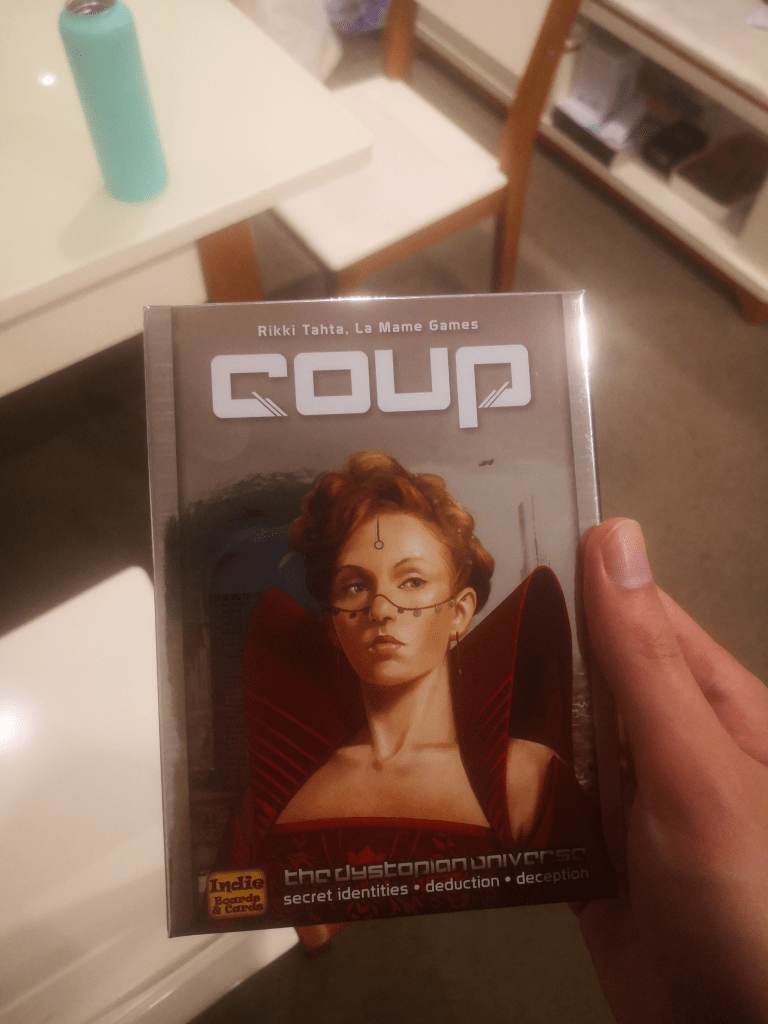 Rikki Tahta, La Mame Games
COUP
the dystopian universe
secret identities • deduction • deception
Indie
Boards
& Cards